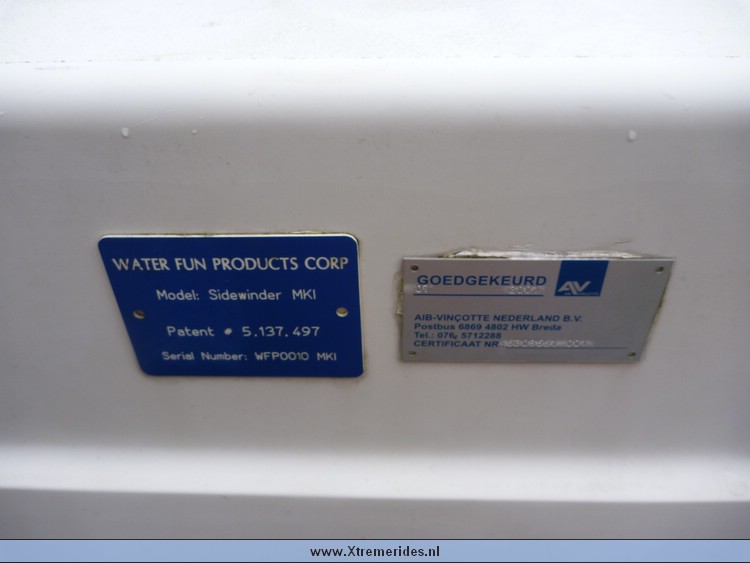 WATER FUN PRODUCTS CORP
Model: Sidewinder MKI
Patent # 5,137,497
Serial Number: WFP0010 MKI
GOEDGEKEURD
AV
AIB-VINÇOTTE NEDERLAND B.V.
Postbus 6869 4802 HW Breda
Tel.: 076, 5712288
CERTIFICAAT NR
www.Xtremerides.nl